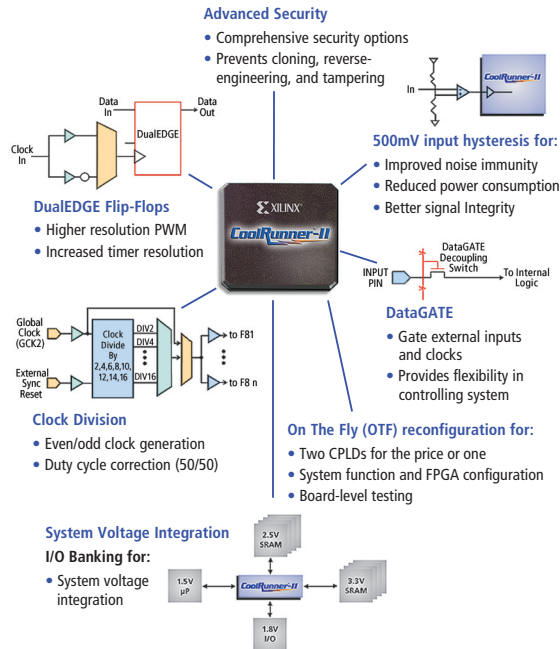 Advanced Security
• Comprehensive security options
• Prevents cloning, reverse-
engineering, and tampering
Data
In
Data
Out
DualEDGE
Clock
In
DualEDGE Flip-Flops
• Higher resolution PWM
• Increased timer resolution
In
CoolRunner-II
500mV input hysteresis for:
• Improved noise immunity
• Reduced power consumption
• Better signal Integrity
XILINX®
CoolRunner-II
DataGATE
Decoupling
Switch
INPUT
PIN
To Internal
Logic
DataGATE
• Gate external inputs
and clocks
• Provides flexibility in
controlling system
Global
Clock
(GCK2)
External
Sync
Reset
Clock
Divide
By
2,4,6,8,10,
12,14,16
DIV2
DIV4
DIV16
to F81
to F8 n
Clock Division
• Even/odd clock generation
• Duty cycle correction (50/50)
On The Fly (OTF) reconfiguration for:
• Two CPLDs for the price or one
• System function and FPGA configuration
• Board-level testing
System Voltage Integration
I/O Banking for:
• System voltage
integration
2.5V
SRAM
1.5V
µP
CoolRunner-II
3.3V
SRAM
1.8V
I/O